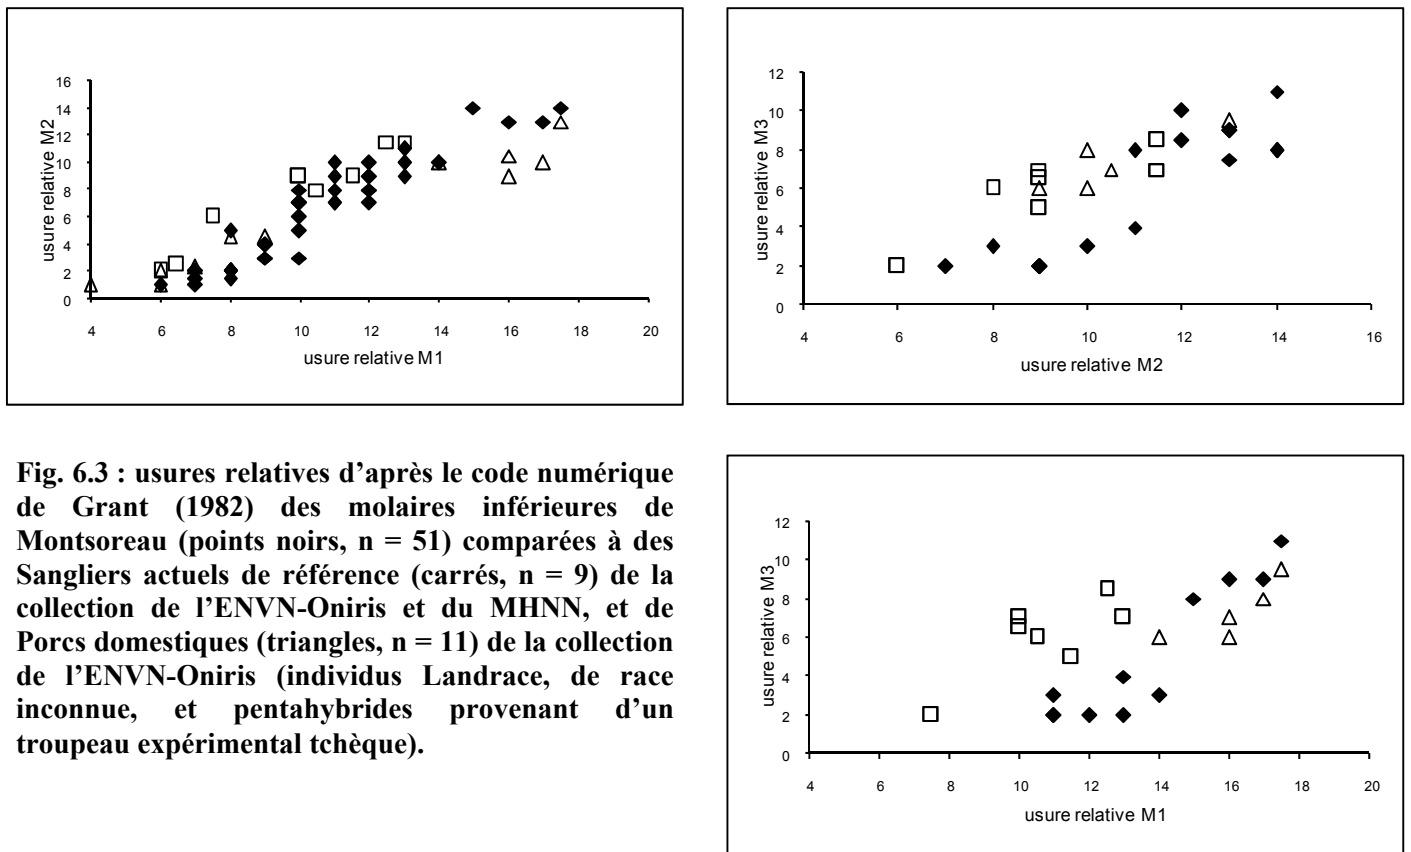 16
14
12
10
8
6
4
2
0
usure relative M2
4 6 8 10 12 14 16 18 20
usure relative M1
12
10
8
6
4
2
0
usure relative M3
4 6 8 10 12 14 16
usure relative M2
Fig. 6.3 : usures relatives d’après le code numérique
de Grant (1982) des molaires inférieures de
Montsoreau (points noirs, n = 51) comparées à des
Sangliers actuels de référence (carrés, n = 9) de la
collection de l’ENVN-Oniris et du MHNN, et de
Porcs domestiques (triangles, n = 11) de la collection
de l’ENVN-Oniris (individus Landrace, de race
inconnue, et pentahybrides provenant d’un
troupeau expérimental tchèque).
12
10
8
6
4
2
0
usure relative M3
4 6 8 10 12 14 16 18 20
usure relative M1